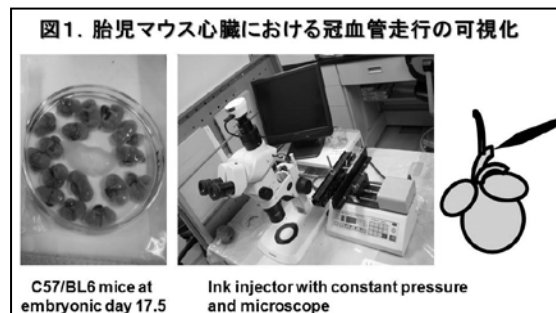 図1. 胎児マウス心臓における冠血管走行の可視化
C57/BL6 mice at
embryonic day 17.5
Ink injector with constant pressure
and microscope